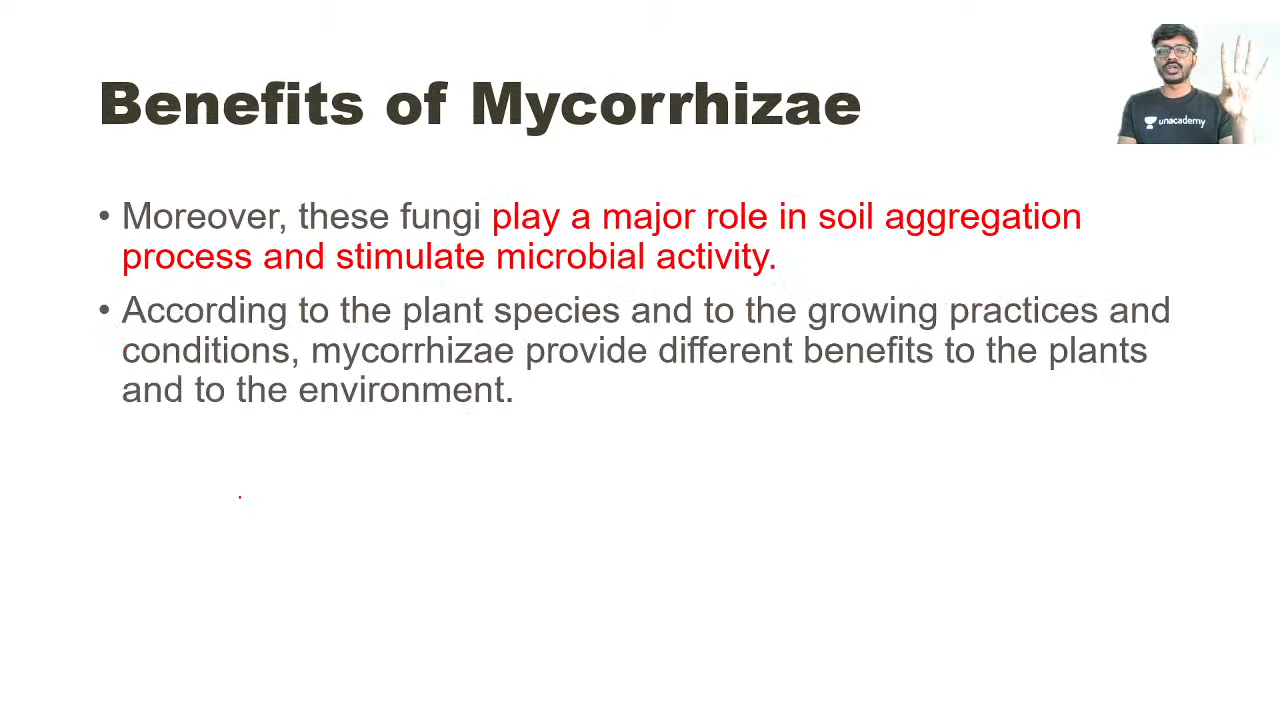 Benefits of Mycorrhizae
unacademy
• Moreover, these fungi play a major role in soil aggregation
process and stimulate microbial activity.
• According to the plant species and to the growing practices and
conditions, mycorrhizae provide different benefits to the plants
and to the environment.